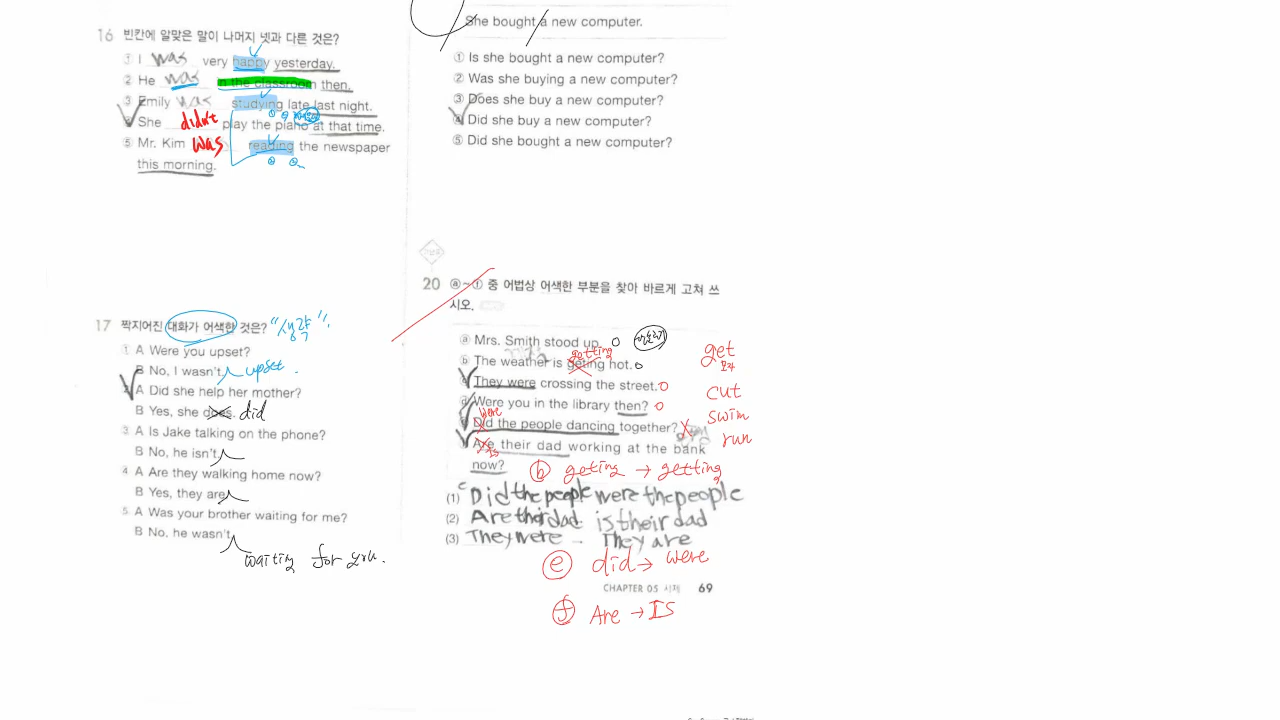 16 빈칸에 알맞은 말이 나머지 넷과 다른 것은?
① I was very happy yesterday.
② He was in the classroom then.
③ Emily was studying late last night.
④ She didn't play the piano at that time.
⑤ Mr. Kim was reading the newspaper
this morning.
17 짝지어진 대화가 어색한 것은? "생략".
① A Were you upset?
B No, I wasn't. upset.
② A Did she help her mother?
B Yes, she does. did
③ A Is Jake talking on the phone?
B No, he isn't.
④ A Are they walking home now?
B Yes, they are.
⑤ A Was your brother waiting for me?
B No, he wasn't.
waiting for you.
She bought a new computer.
① Is she bought a new computer?
② Was she buying a new computer?
③ Does she buy a new computer?
④ Did she buy a new computer?
⑤ Did she bought a new computer?
20 ⓐ~ⓕ 중 어법상 어색한 부분을 찾아 바르게 고쳐 쓰
시오.
ⓐ Mrs. Smith stood up.
getting
ⓑ The weather is geting hot.
ⓒ They were crossing the street.
ⓓ Were you in the library then?
were
ⓔ Did the people dancing together?
ⓕ Are their dad working at the bank
is
now?
get
cut
swim
run
ⓑ geting → getting
(1) Did the people were the people
(2) Are their dad is their dad
(3) They were They are
ⓔ did → were
CHAPTER 05 시제 69
ⓕ Are → IS